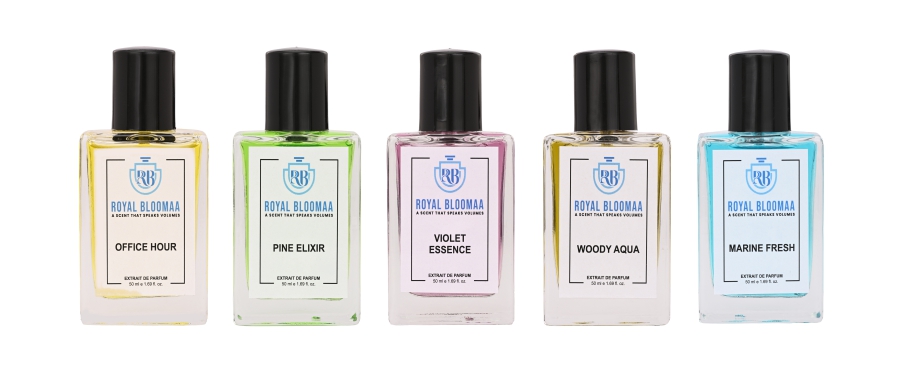 RB
ROYAL BLOOMAA
A SCENT THAT SPEAKS VOLUMES
OFFICE HOUR
EXTRAIT DE PARFUM
50 ml e 1.69 fl. oz.
RB
ROYAL BLOOMAA
A SCENT THAT SPEAKS VOLUMES
PINE ELIXIR
EXTRAIT DE PARFUM
50 ml e 1.69 fl. oz.
RB
ROYAL BLOOMAA
A SCENT THAT SPEAKS VOLUMES
VIOLET
ESSENCE
EXTRAIT DE PARFUM
50 ml e 1.69 fl. oz.
RB
ROYAL BLOOMAA
A SCENT THAT SPEAKS VOLUMES
WOODY AQUA
EXTRAIT DE PARFUM
50 ml e 1.69 fl. oz.
RB
ROYAL BLOOMAA
A SCENT THAT SPEAKS VOLUMES
MARINE FRESH
EXTRAIT DE PARFUM
50 ml e 1.69 fl. oz.